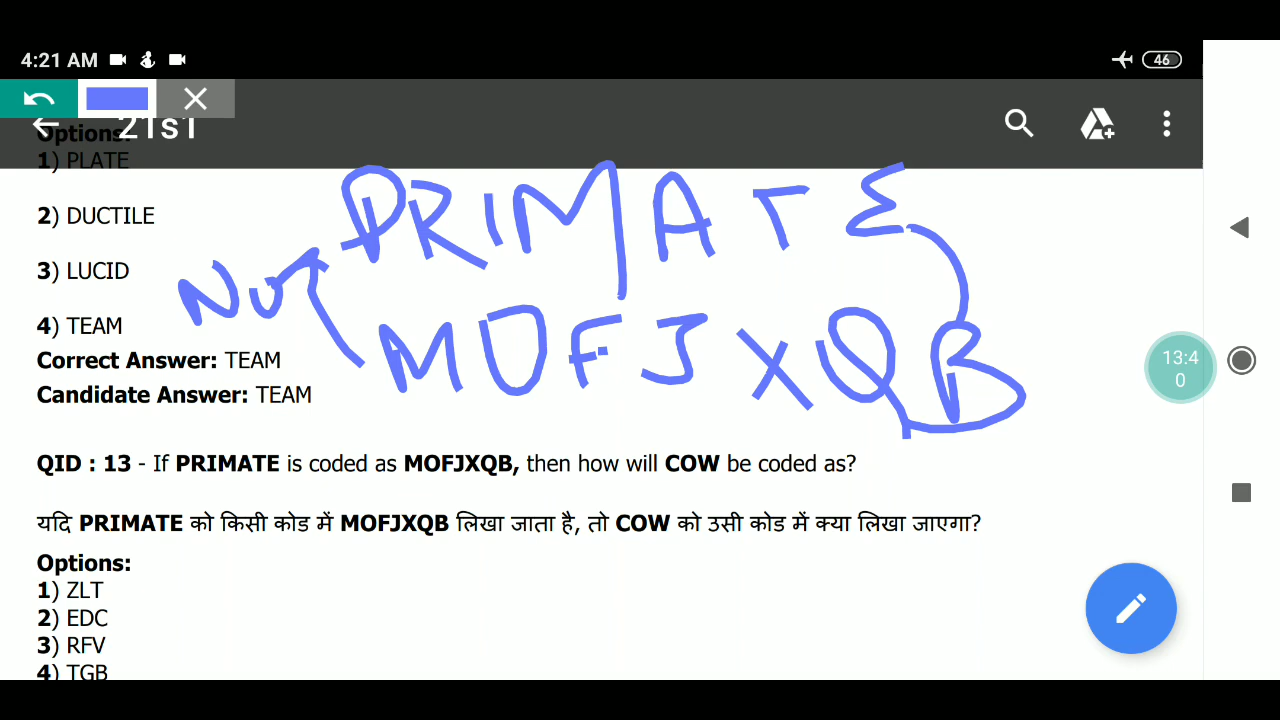 4:21 AM
46
21s1
Options:
1) PLATE
PRIMATE
2) DUCTILE
3) LUCID
MOFJXQB
4) TEAM
13:4
0
Correct Answer: TEAM
Candidate Answer: TEAM
QID : 13 - If PRIMATE is coded as MOFJXQB, then how will COW be coded as?
यदि PRIMATE को किसी कोड में MOFJXQB लिखा जाता है, तो COW को उसी कोड में क्या लिखा जाएगा?
Options:
1) ZLT
2) EDC
3) RFV
4) TGB